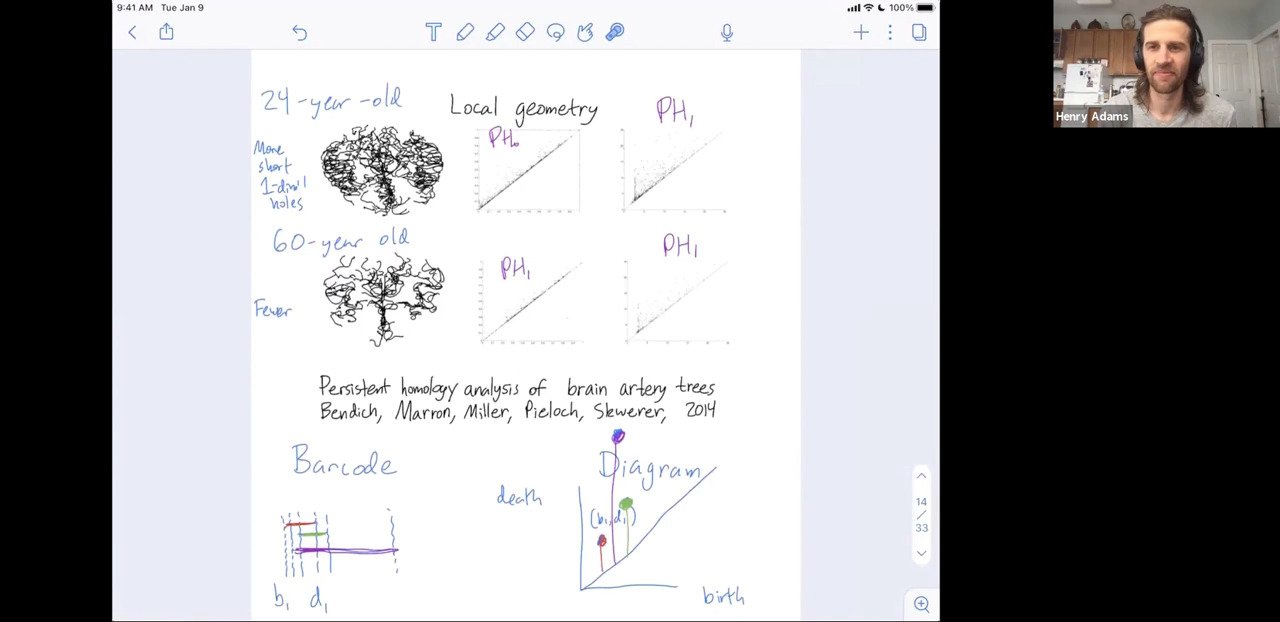 9:41 AM Tue Jan 9
100%
24-year-old
Local geometry
PH₁
More
short
1-dim'l
holes
PH₀
60-year old
PH₁
PH₁
Fewer
Persistent homology analysis of brain artery trees
Bendich, Marron, Miller, Pieloch, Skwerer, 2014
Barcode
Diagram
death
(b₁,d₁)
b₁ d₁
birth
14
/
33
Henry Adams